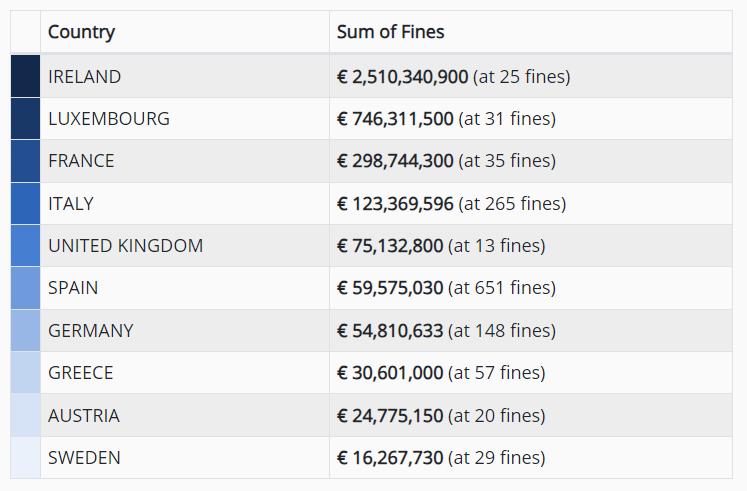 Country Sum of Fines
IRELAND € 2,510,340,900 (at 25 fines)
LUXEMBOURG € 746,311,500 (at 31 fines)
FRANCE € 298,744,300 (at 35 fines)
ITALY € 123,369,596 (at 265 fines)
UNITED KINGDOM € 75,132,800 (at 13 fines)
SPAIN € 59,575,030 (at 651 fines)
GERMANY € 54,810,633 (at 148 fines)
GREECE € 30,601,000 (at 57 fines)
AUSTRIA € 24,775,150 (at 20 fines)
SWEDEN € 16,267,730 (at 29 fines)